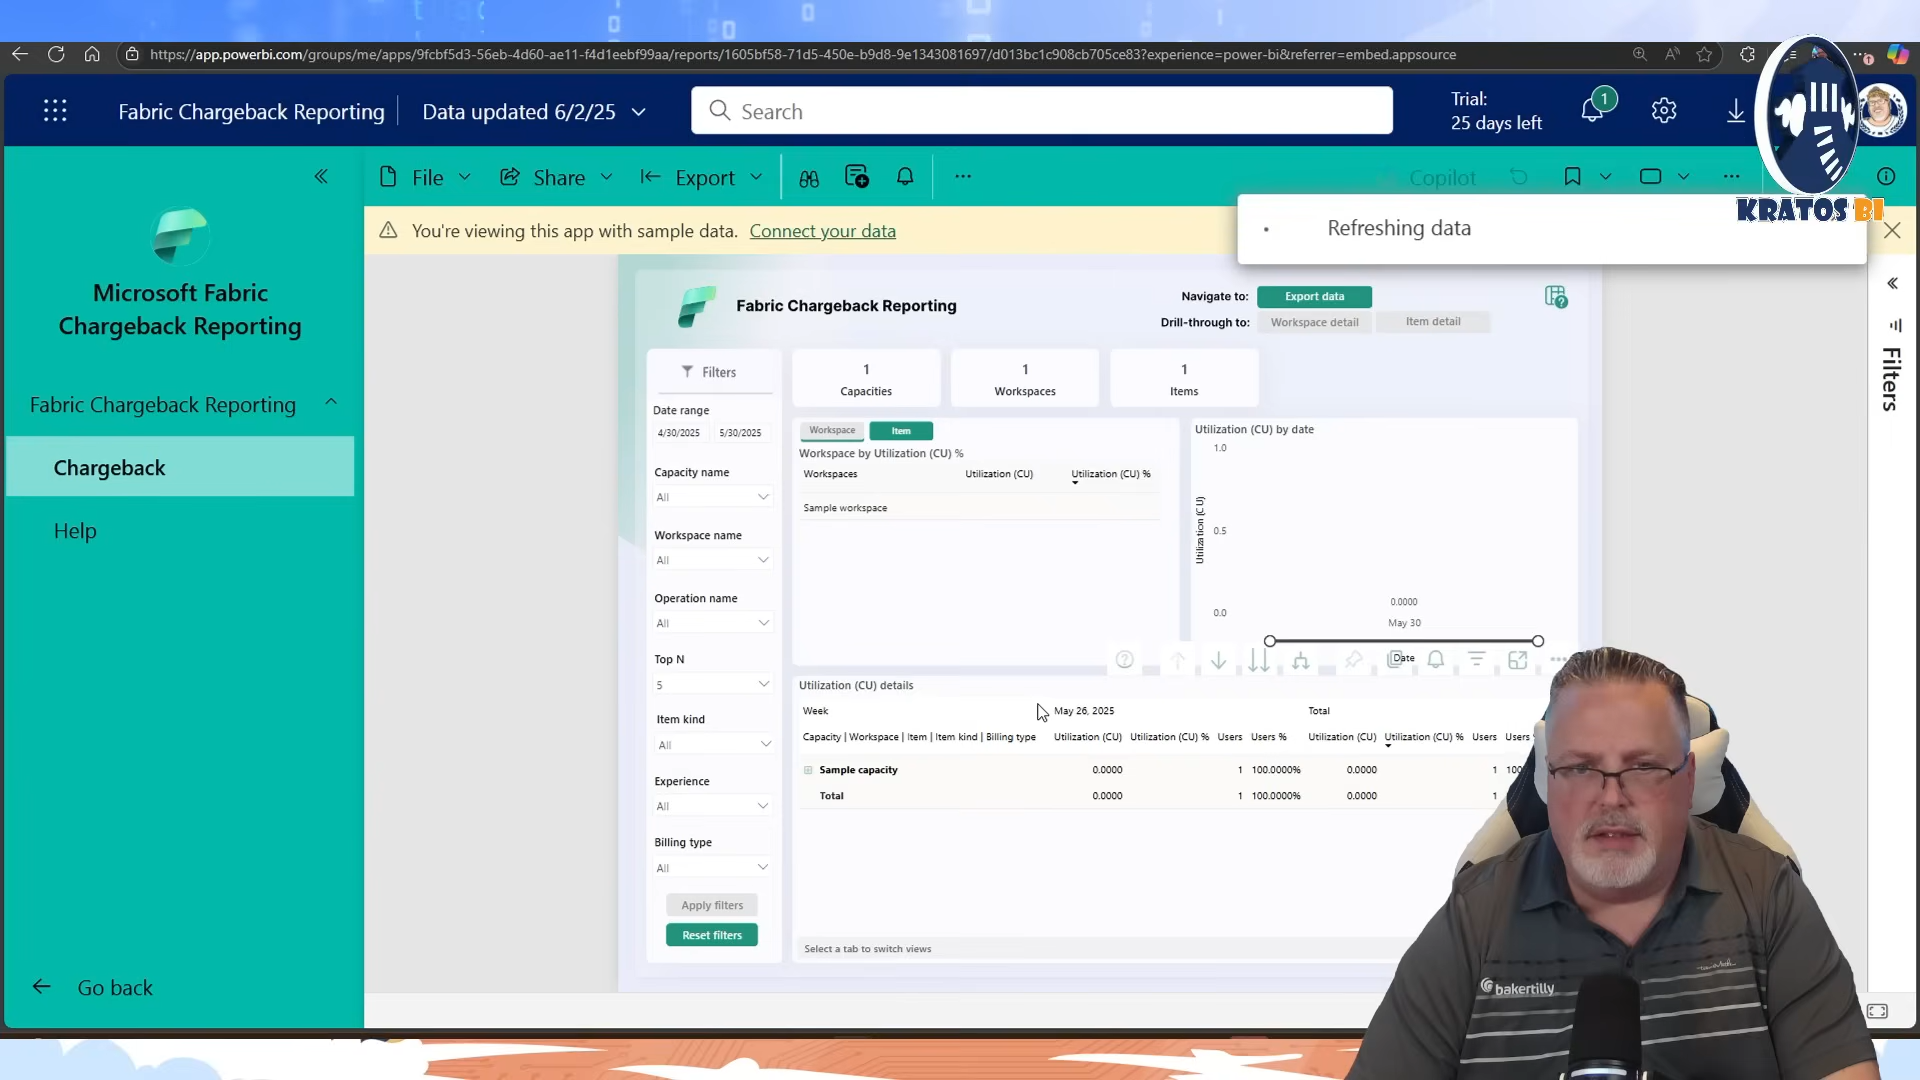 https://app.powerbi.com/groups/me/apps/9fcbf5d3-56eb-4d60-ae11-f4d1eebf99aa/reports/1605bf58-71d5-450e-b9d8-9e1343081697/d013bc1c908cb705ce83?experience=power-bi&referrer=embed.appsource
Fabric Chargeback Reporting
Data updated 6/2/25
Search
Trial:
25 days left
1
File
Share
Export
Copilot
KRATOS BI
You're viewing this app with sample data. Connect your data
Refreshing data
Microsoft Fabric
Chargeback Reporting
Fabric Chargeback Reporting
Chargeback
Help
Go back
Fabric Chargeback Reporting
Navigate to:
Export data
Drill-through to:
Workspace detail
Item detail
Filters
Filters
Date range
4/30/2025
5/30/2025
Capacity name
All
Workspace name
All
Operation name
All
Top N
5
Item kind
All
Experience
All
Billing type
All
Apply filters
Reset filters
1
Capacities
1
Workspaces
1
Items
Workspace
Item
Workspace by Utilization (CU) %
Workspaces
Utilization (CU)
Utilization (CU) %
Sample workspace
Utilization (CU) by date
Utilization (CU)
1.0
0.5
0.0
0.0000
May 30
Date
Utilization (CU) details
Week
May 26, 2025
Total
Capacity | Workspace | Item | Item kind | Billing type
Utilization (CU)
Utilization (CU) %
Users
Users %
Utilization (CU)
Utilization (CU) %
Users
Users
Sample capacity
0.0000
1
100.0000%
0.0000
1
100
Total
0.0000
1
100.0000%
0.0000
1
Select a tab to switch views
bakertilly